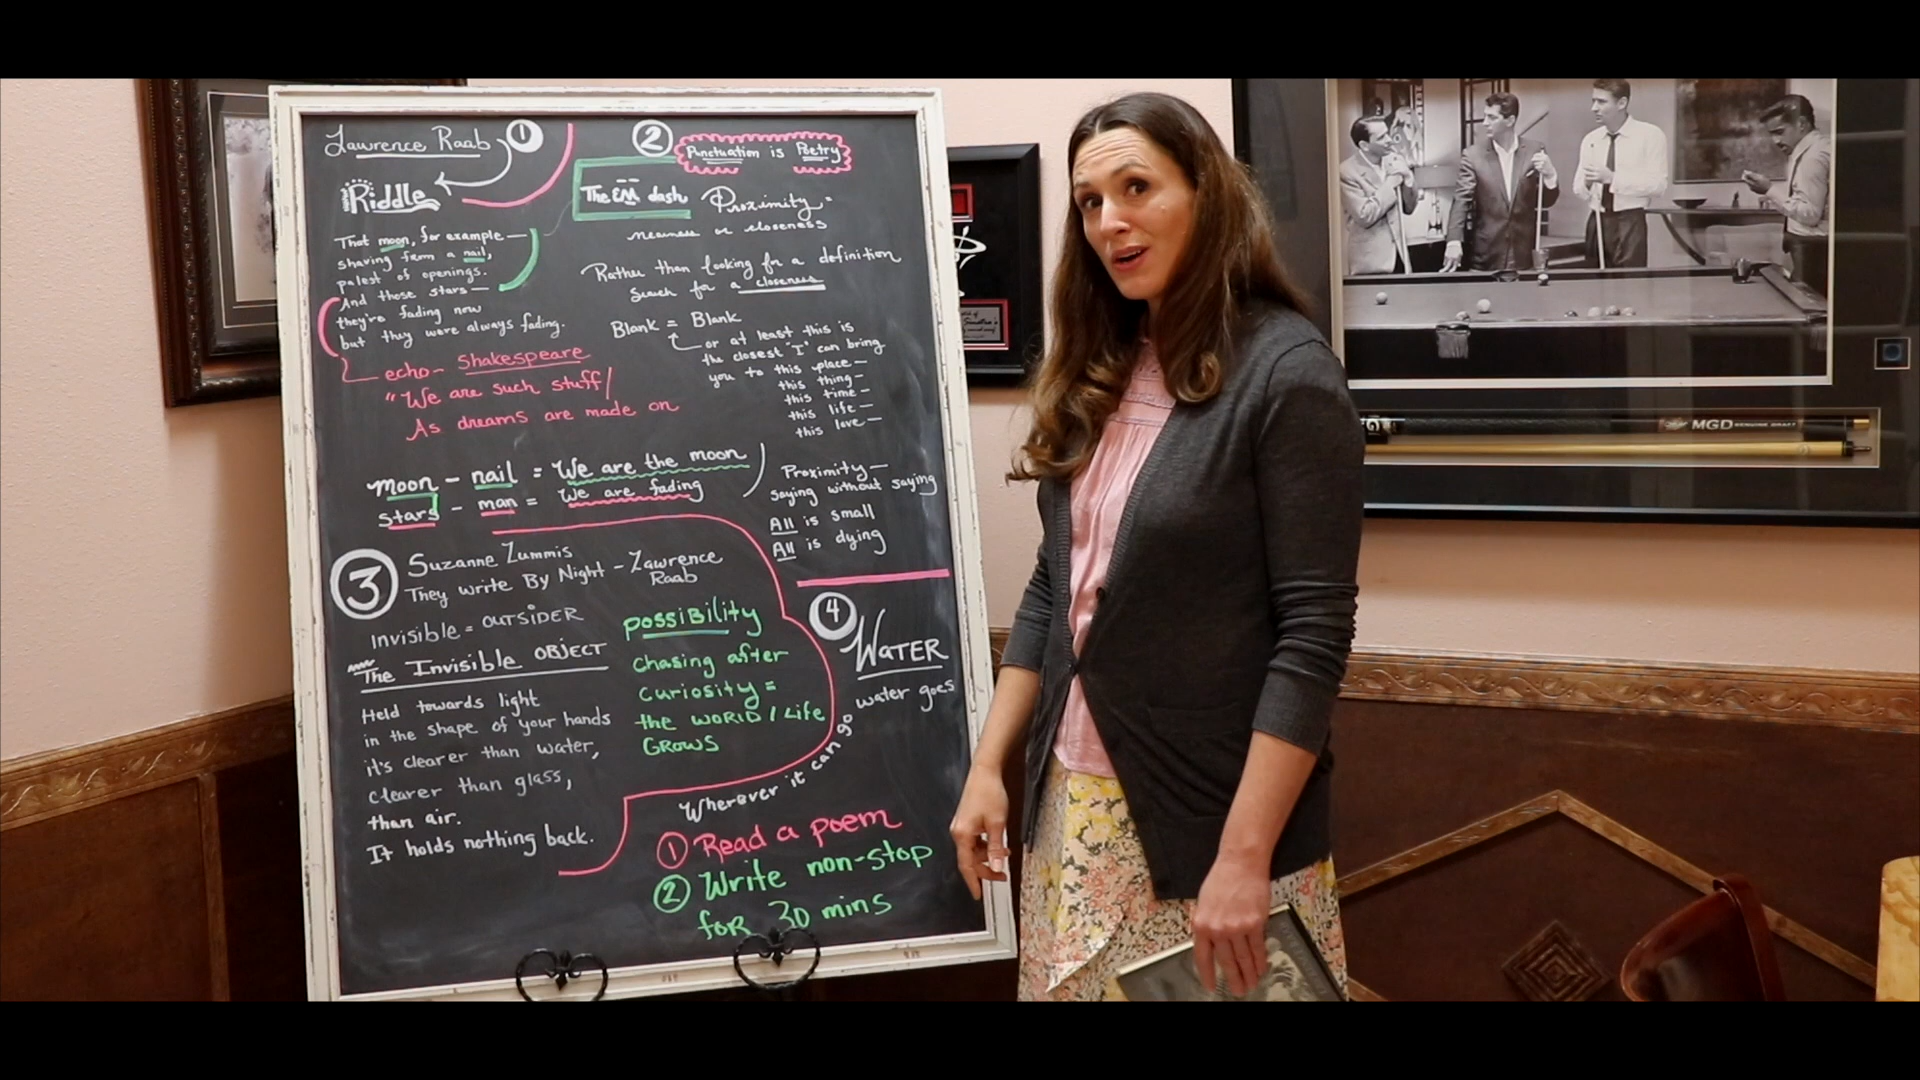 Lawrence Raab ①
Riddle
That moon, for example—
shaving from a nail,
palest of openings.
And those stars—
they're fading now
but they were always fading.
echo- Shakespeare
"We are such stuff/
As dreams are made on
moon - nail = We are the moon
stars - man = We are fading
② Punctuation is Poetry
The EM dash
Proximity =
nearness or closeness
Rather than looking for a definition
search for a closeness
Blank = Blank
or at least this is
the closest "I" can bring
you to this place—
this thing—
this time—
this life—
this love—
Proximity—
saying without saying
All is small
All is dying
③ Suzanne Zummis
They write By Night - Lawrence
Raab
Invisible = OUTSIDER
The Invisible OBJECT
Held towards light
in the shape of your hands
it's clearer than water,
clearer than glass,
than air.
It holds nothing back.
possibility
chasing after
curiosity =
the WORLD / Life
GROWS
④ WATER
water goes
Wherever it can go
① Read a poem
② Write non-stop
for 30 mins
MGD GENUINE DRAFT